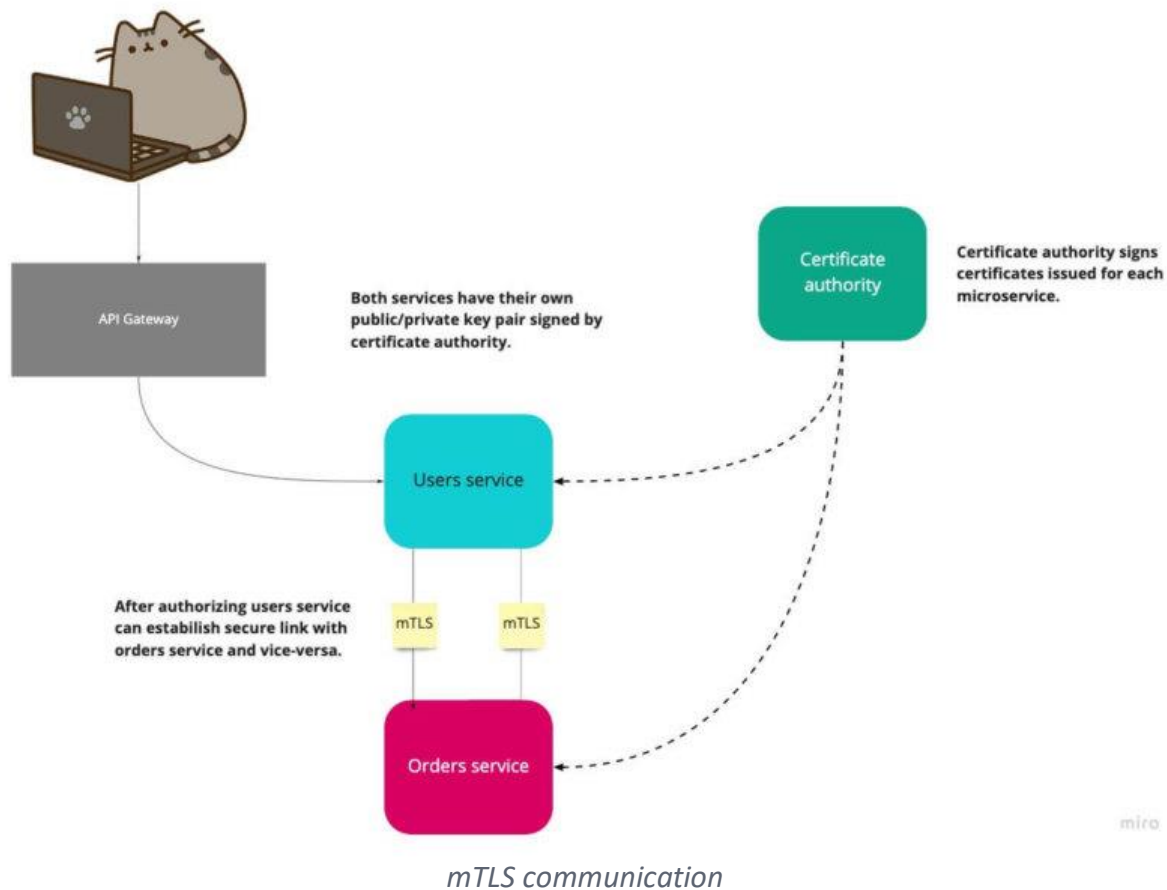 Certificate
authority
Certificate authority signs
certificates issued for each
microservice.
API Gateway
Both services have their own
public/private key pair signed by
certificate authority.
Users service
After authorizing users service
can estabilish secure link with
orders service and vice-versa.
mTLS
mTLS
Orders service
miro
mTLS communication